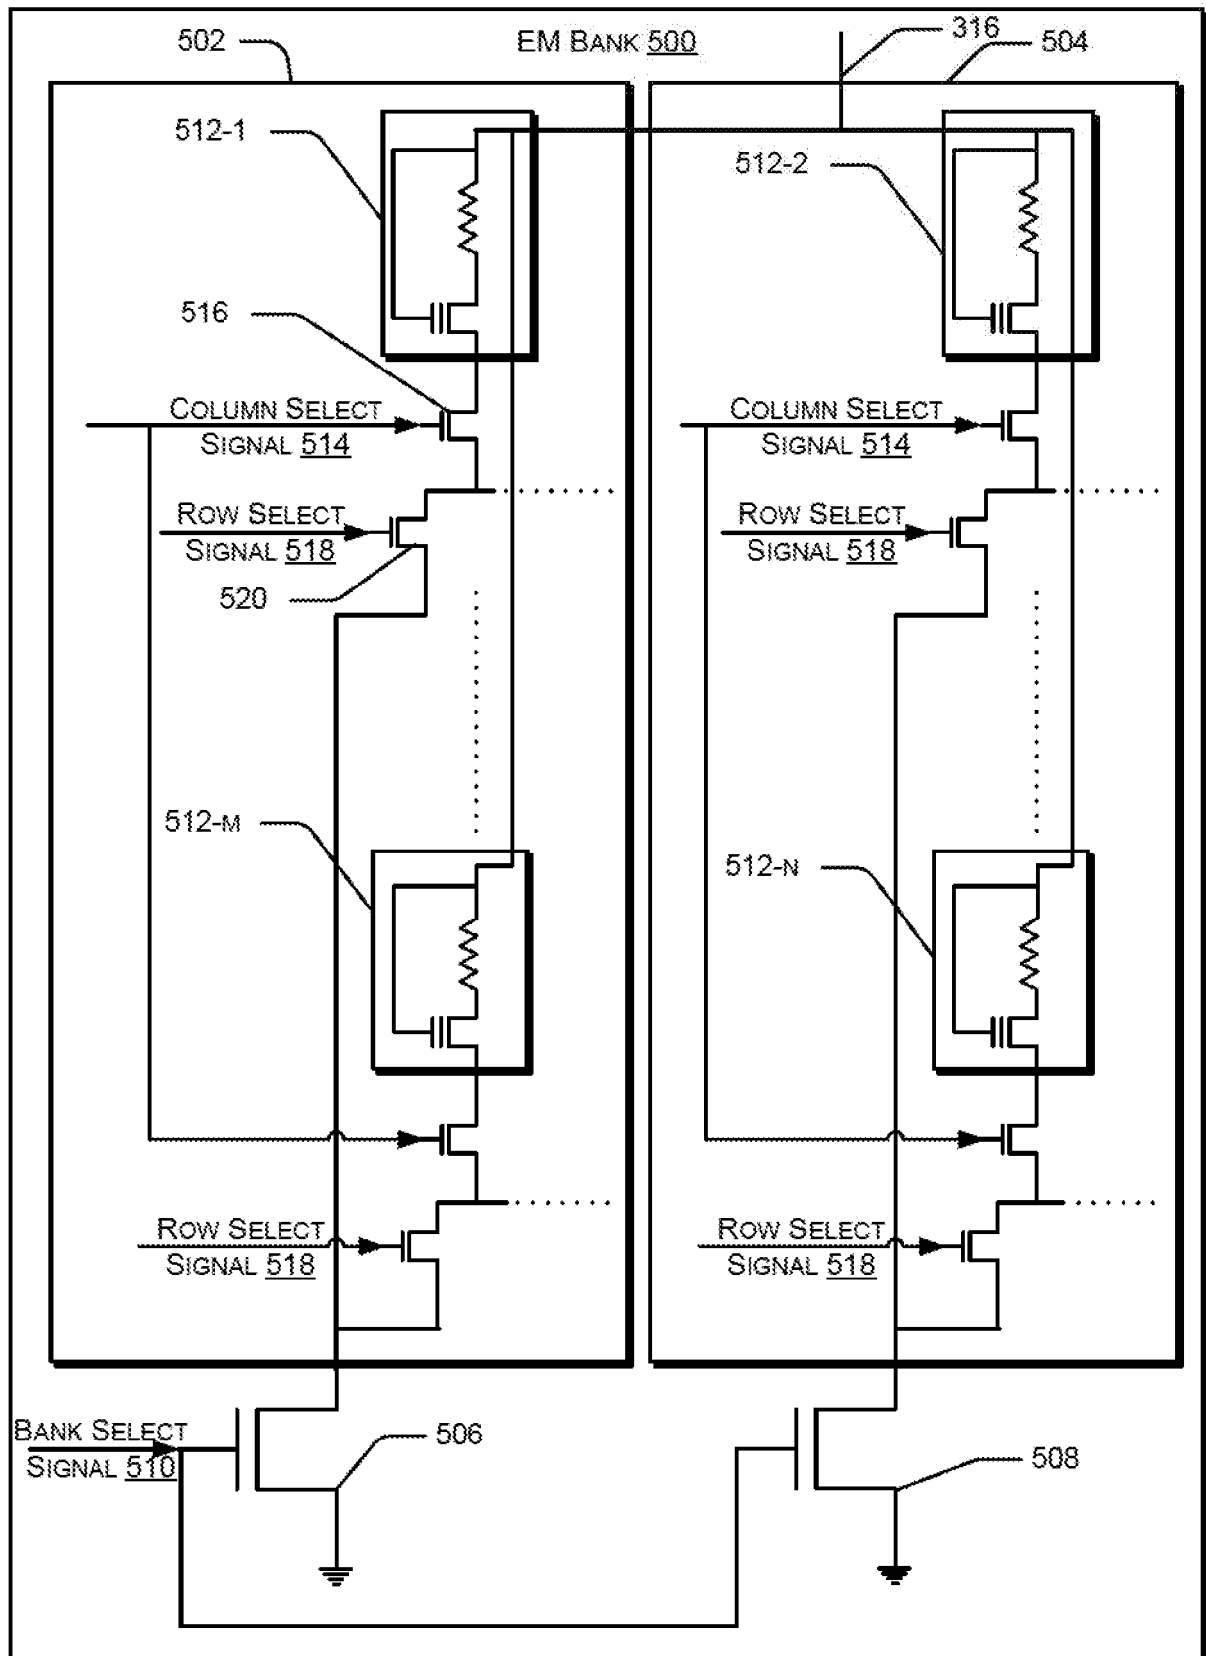 502
EM BANK 500
316
504
512-1
512-2
516
COLUMN SELECT
SIGNAL 514
COLUMN SELECT
SIGNAL 514
ROW SELECT
SIGNAL 518
ROW SELECT
SIGNAL 518
520
512-M
512-N
ROW SELECT
SIGNAL 518
ROW SELECT
SIGNAL 518
BANK SELECT
SIGNAL 510
506
508